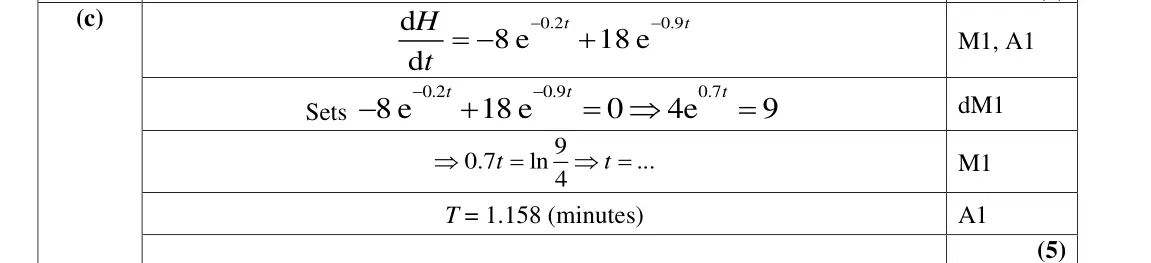 (c) dH/dt = −8 e^{−0.2t} + 18 e^{−0.9t} M1, A1
Sets −8 e^{−0.2t} + 18 e^{−0.9t} = 0 ⇒ 4e^{0.7t} = 9 dM1
⇒ 0.7t = ln 9/4 ⇒ t = ... M1
T = 1.158 (minutes) A1
(5)